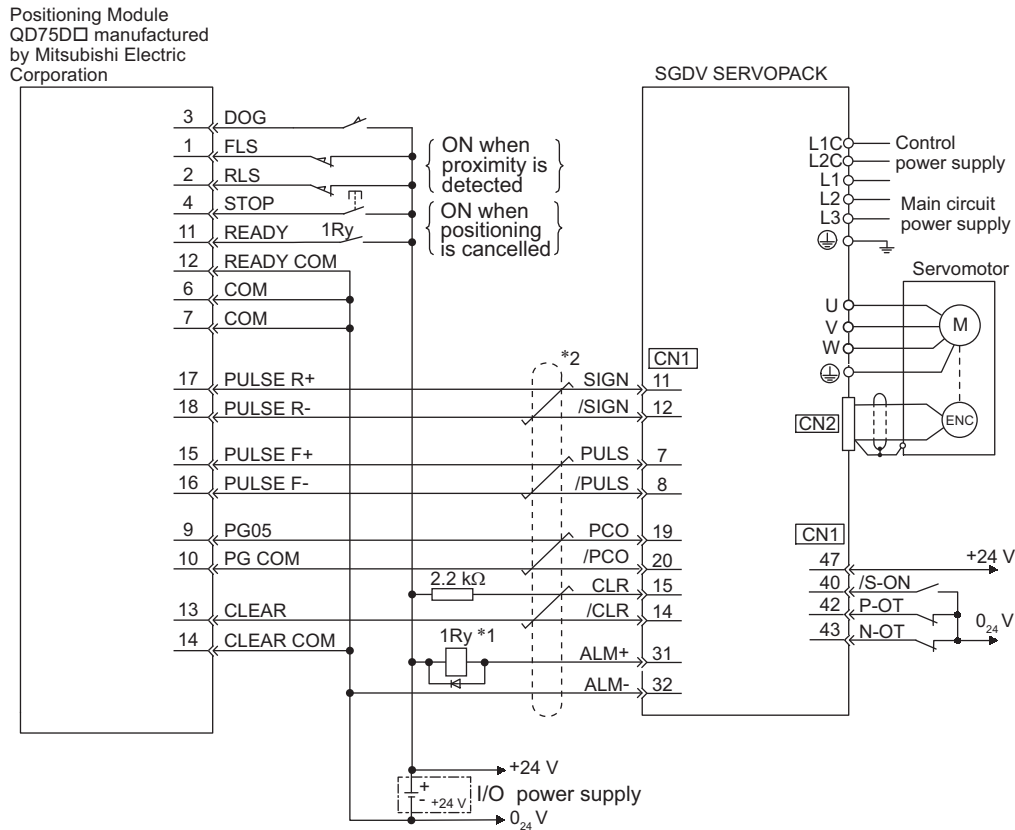 Positioning Module
QD75D□ manufactured
by Mitsubishi Electric
Corporation
SGDV SERVOPACK
3 DOG
1 FLS
2 RLS
4 STOP
11 READY 1Ry
12 READY COM
6 COM
7 COM
ON when
proximity is
detected
ON when
positioning
is cancelled
L1C
L2C
Control
power supply
L1
L2
L3
Main circuit
power supply
Servomotor
U
V
W
M
CN2
ENC
*2
CN1
17 PULSE R+ SIGN 11
18 PULSE R- /SIGN 12
15 PULSE F+ PULS 7
16 PULSE F- /PULS 8
9 PG05 PCO 19
10 PG COM /PCO 20
2.2 kΩ CLR 15
13 CLEAR /CLR 14
14 CLEAR COM
1Ry *1 ALM+ 31
ALM- 32
CN1
47 +24 V
40 /S-ON
42 P-OT
43 N-OT
0₂₄ V
+24 V
+
-
+24 V
I/O power supply
0₂₄ V